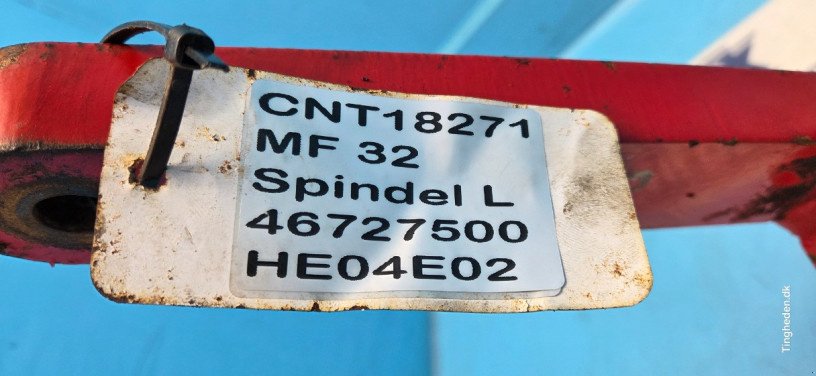 CNT18271
MF 32
Spindel L
46727500
HE04E02
Tingheden.dk